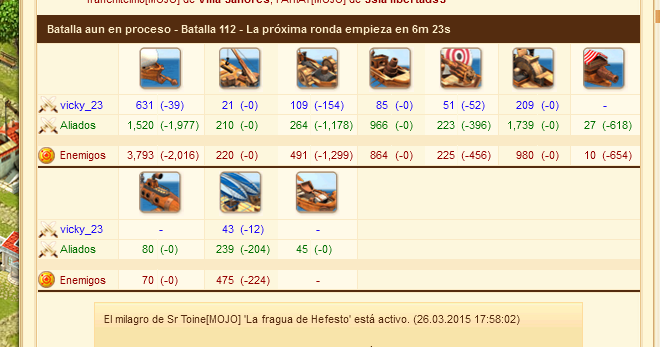 Batalla aun en proceso - Batalla 112 - La próxima ronda empieza en 6m 23s
vicky_23 631 (-39) 21 (-0) 109 (-154) 85 (-0) 51 (-52) 209 (-0) -
Aliados 1,520 (-1,977) 210 (-0) 264 (-1,178) 966 (-0) 223 (-396) 1,739 (-0) 27 (-618)
Enemigos 3,793 (-2,016) 220 (-0) 491 (-1,299) 864 (-0) 225 (-456) 980 (-0) 10 (-654)
vicky_23 - 43 (-12) -
Aliados 80 (-0) 239 (-204) 45 (-0)
Enemigos 70 (-0) 475 (-224) -
El milagro de Sr Toine[MOJO] 'La fragua de Hefesto' está activo. (26.03.2015 17:58:02)